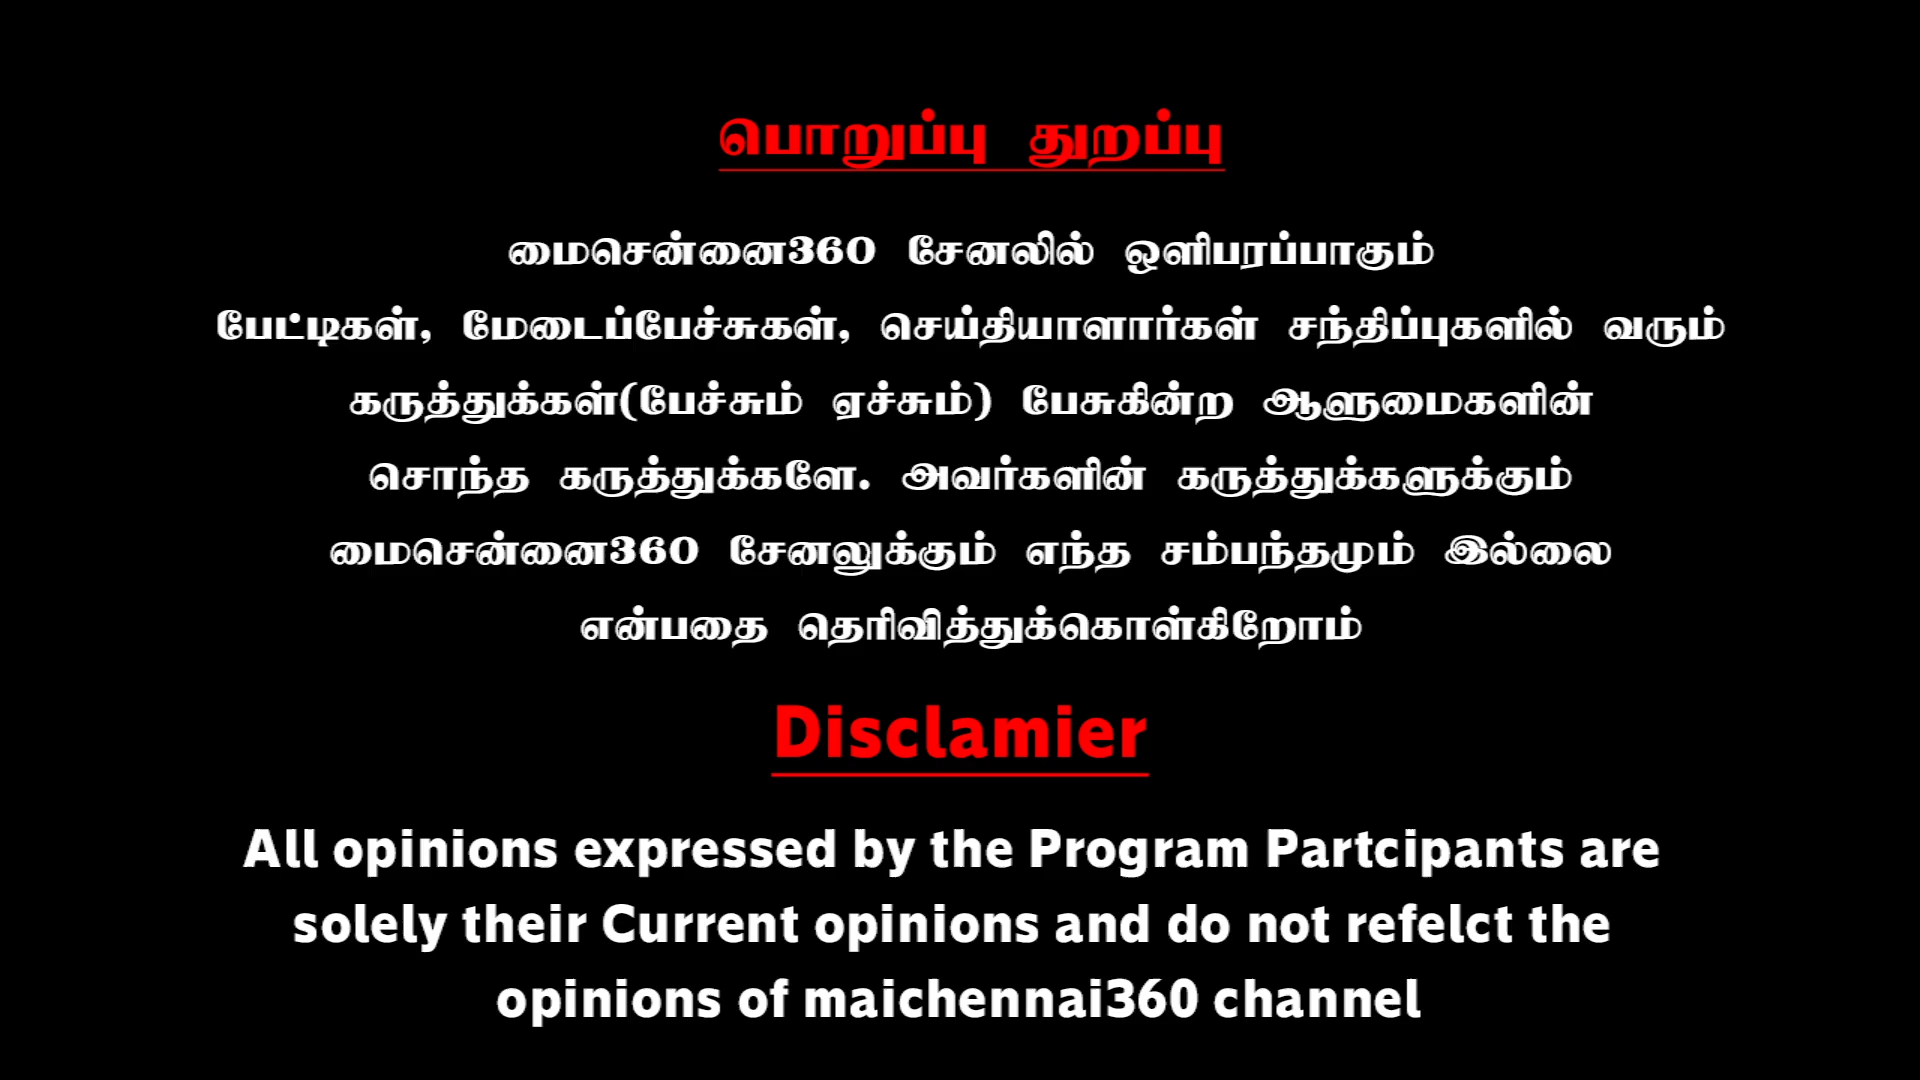 பொறுப்பு துறப்பு
மைசென்னை360 சேனலில் ஒளிபரப்பாகும்
பேட்டிகள், மேடைப்பேச்சுகள், செய்தியாளார்கள் சந்திப்புகளில் வரும்
கருத்துக்கள்(பேச்சும் ஏச்சும்) பேசுகின்ற ஆளுமைகளின்
சொந்த கருத்துக்களே. அவர்களின் கருத்துக்களுக்கும்
மைசென்னை360 சேனலுக்கும் எந்த சம்பந்தமும் இல்லை
என்பதை தெரிவித்துக்கொள்கிறோம்
Disclamier
All opinions expressed by the Program Partcipants are
solely their Current opinions and do not refelct the
opinions of maichennai360 channel